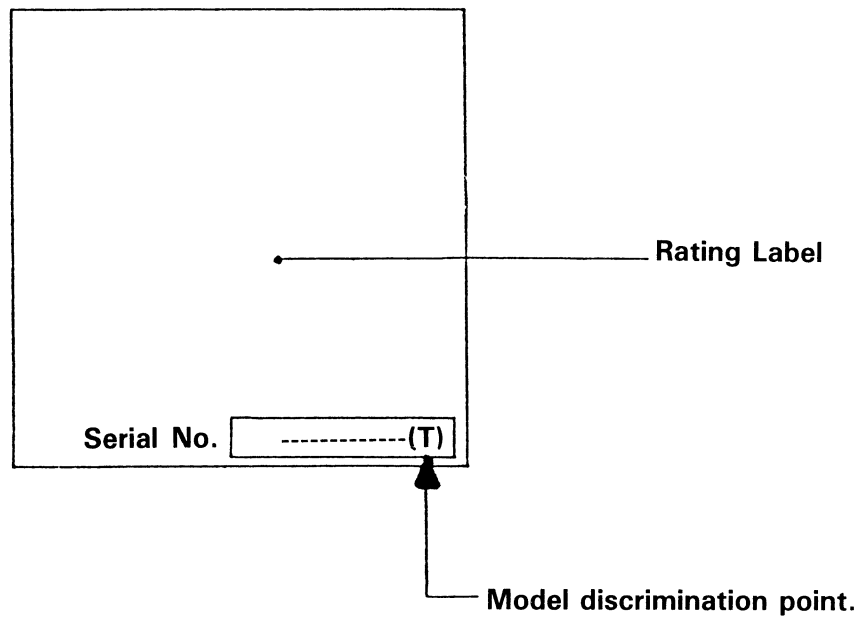 Rating Label
Serial No. -------------(T)
Model discrimination point.